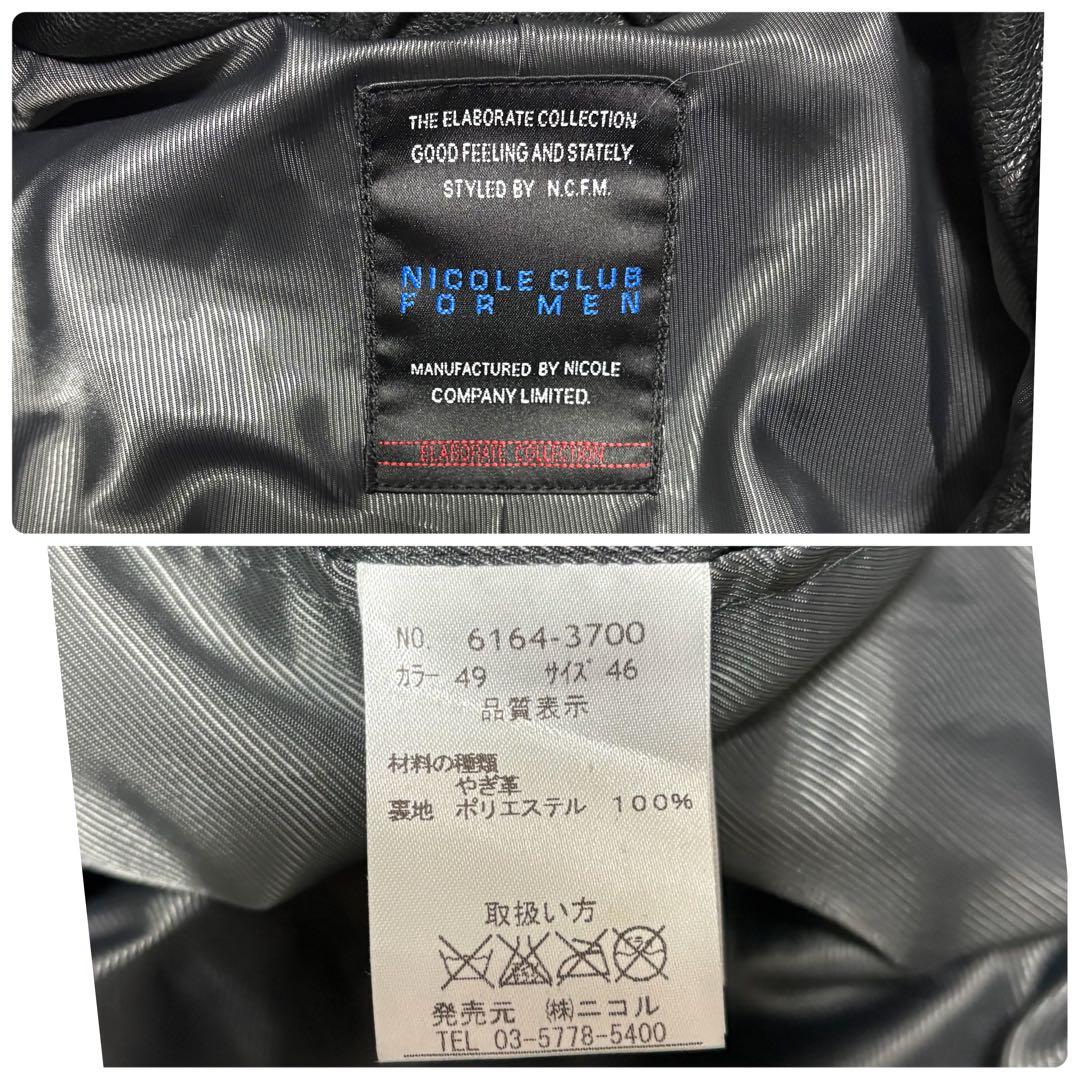 THE ELABORATE COLLECTION
GOOD FEELING AND STATELY,
STYLED BY N.C.F.M.
NICOLE CLUB
FOR MEN
MANUFACTURED BY NICOLE
COMPANY LIMITED.
ELABORATE COLLECTION
NO. 6164-3700
カラー 49 サイズ 46
品質表示
材料の種類
やぎ革
裏地 ポリエステル 100%
取扱い方
発売元 (株)ニコル
TEL 03-5778-5400